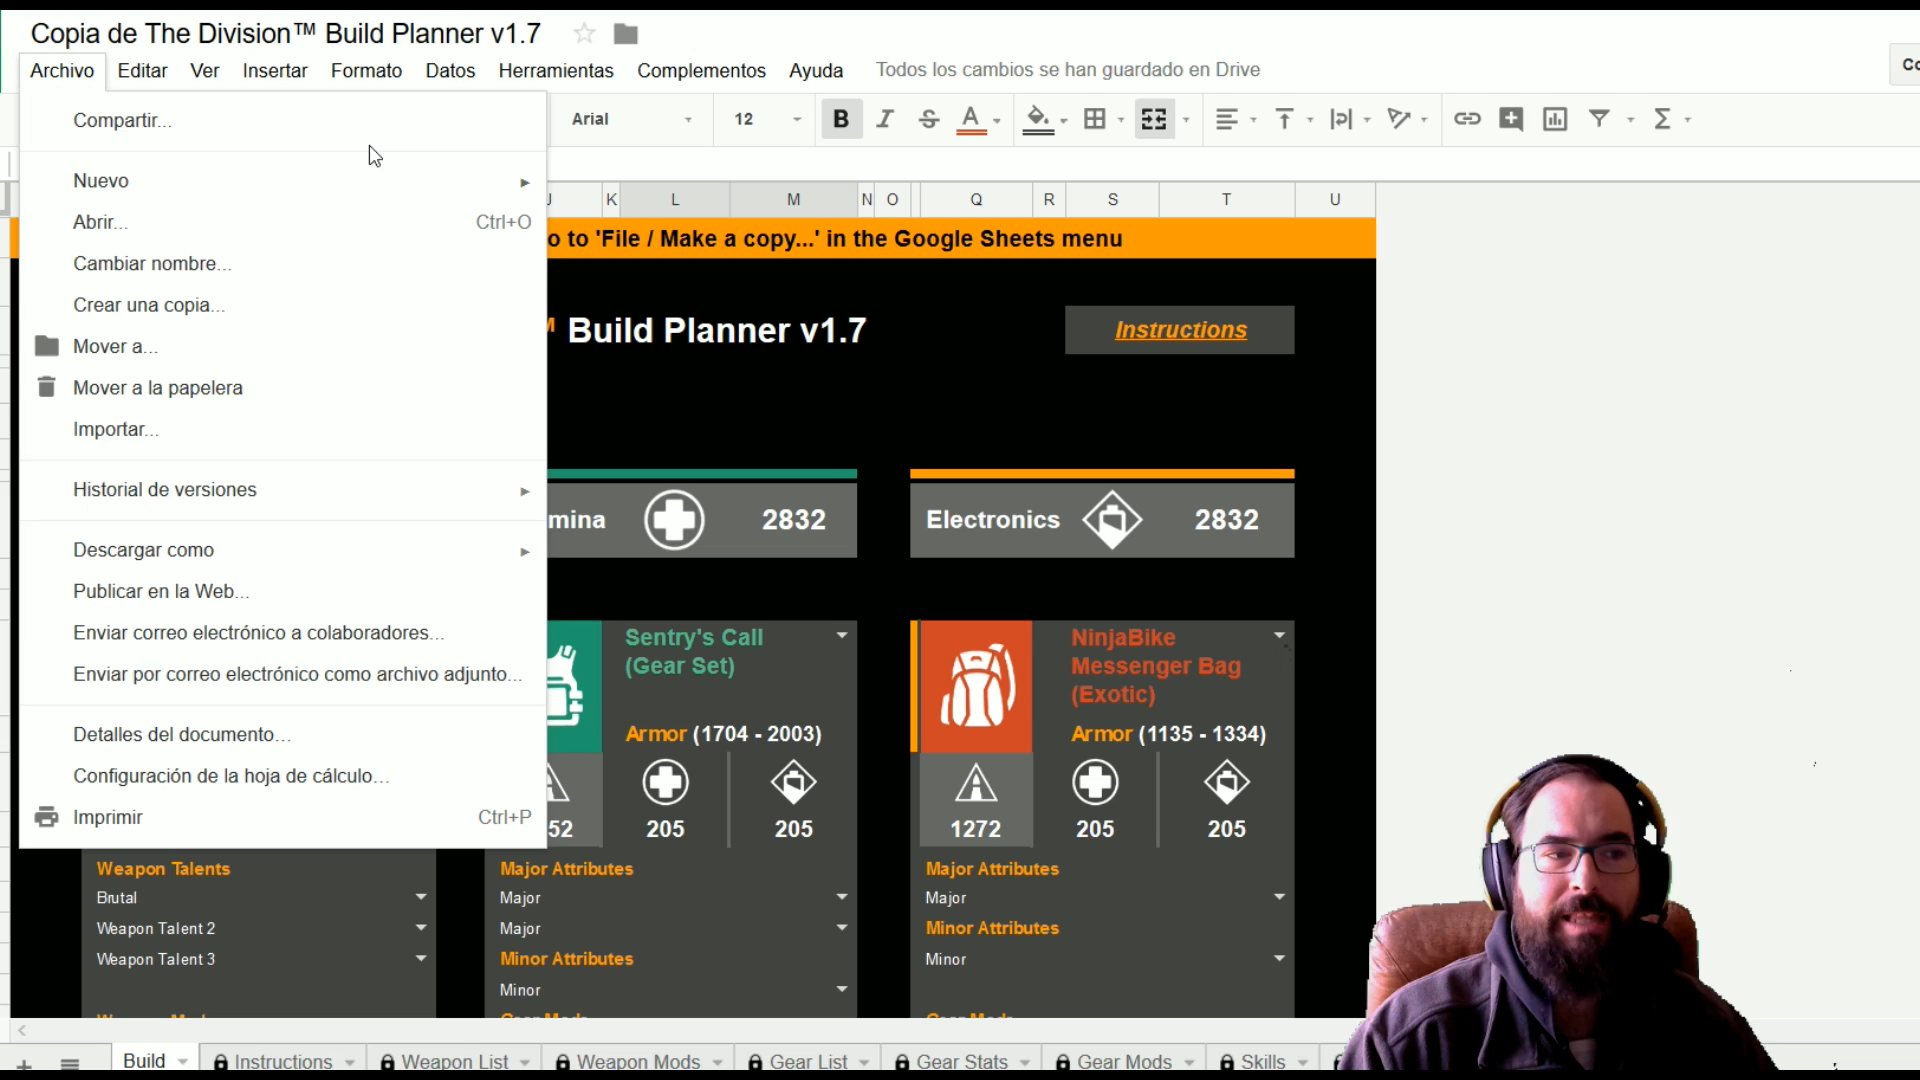 Copia de The Division™ Build Planner v1.7
Archivo Editar Ver Insertar Formato Datos Herramientas Complementos Ayuda Todos los cambios se han guardado en Drive
Compartir...
Arial 12 B
Nuevo
Abrir... Ctrl+O
Cambiar nombre...
Crear una copia...
Mover a...
Mover a la papelera
Importar...
Historial de versiones
Descargar como
Publicar en la Web...
Enviar correo electrónico a colaboradores...
Enviar por correo electrónico como archivo adjunto...
Detalles del documento...
Configuración de la hoja de cálculo...
Imprimir Ctrl+P
K L M N O Q R S T U
o to 'File / Make a copy...' in the Google Sheets menu
Build Planner v1.7
Instructions
mina 2832
Electronics 2832
Sentry's Call
(Gear Set)
Armor (1704 - 2003)
52 205 205
NinjaBike
Messenger Bag
(Exotic)
Armor (1135 - 1334)
1272 205 205
Weapon Talents
Brutal
Weapon Talent 2
Weapon Talent 3
Major Attributes
Major
Major
Minor Attributes
Minor
Major Attributes
Major
Minor Attributes
Minor
Build Instructions Weapon List Weapon Mods Gear List Gear Stats Gear Mods Skills